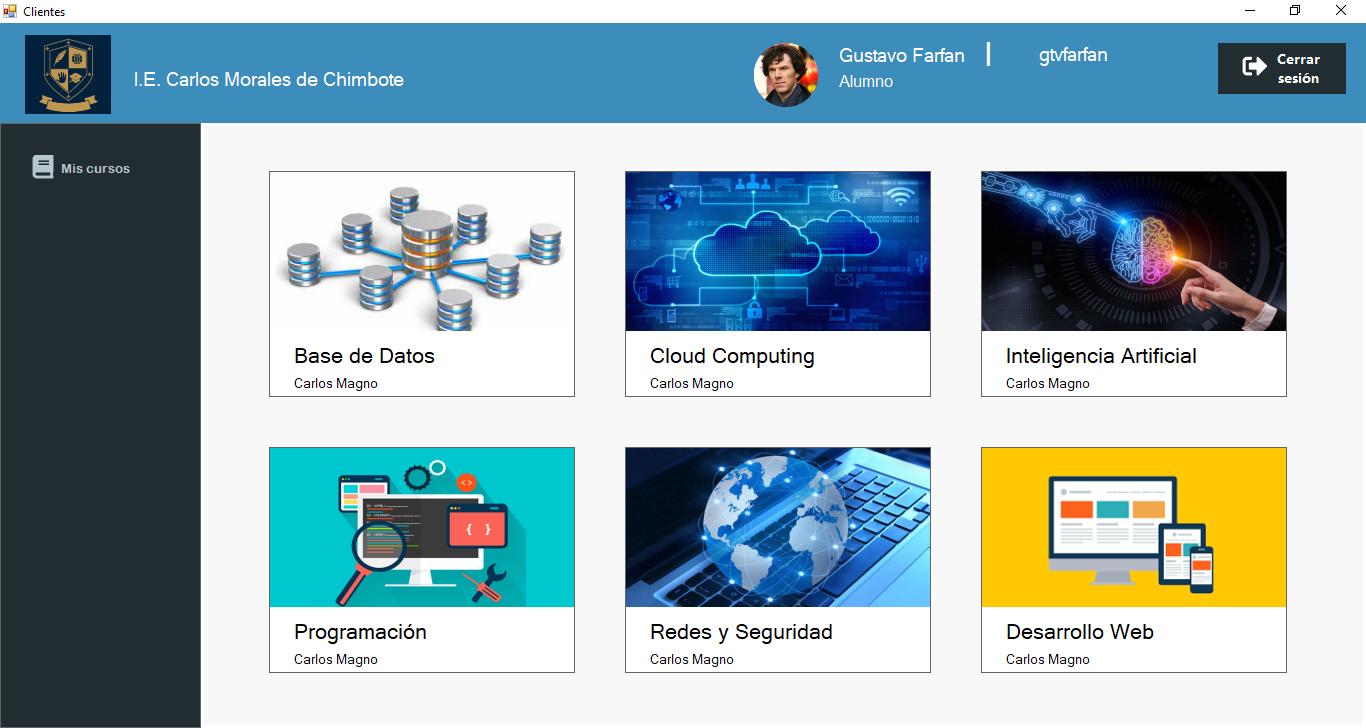 Clientes
I.E. Carlos Morales de Chimbote
Gustavo Farfan | gtvfarfan
Alumno
Cerrar
sesión
Mis cursos
Base de Datos
Carlos Magno
Cloud Computing
Carlos Magno
Inteligencia Artificial
Carlos Magno
< >
{ }
Programación
Carlos Magno
Redes y Seguridad
Carlos Magno
Desarrollo Web
Carlos Magno